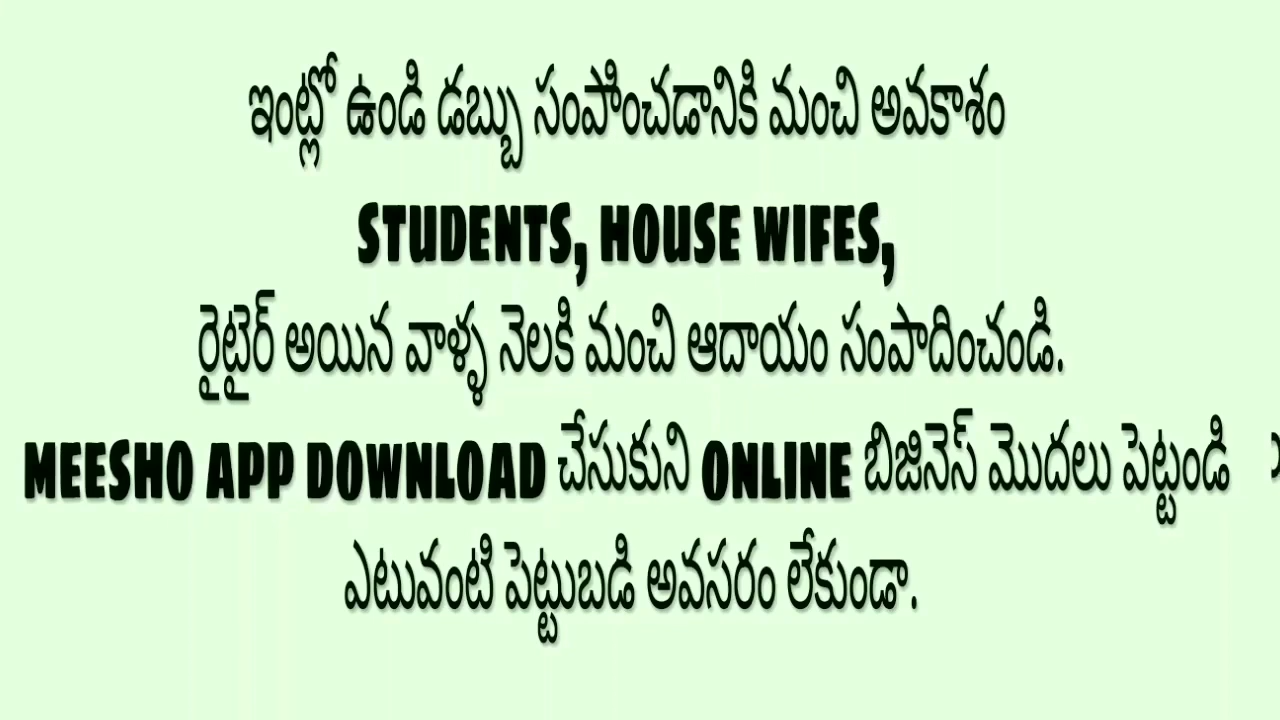 ఇంట్లో ఉండి డబ్బు సంపాించడానికి మంచి అవకాశం
STUDENTS, HOUSE WIFES,
రైటైర్ అయిన వాళ్ళు నెలకి మంచి ఆదాయం సంపాదించండి.
MEESHO APP DOWNLOAD చేసుకుని ONLINE బిజినెస్ మొదలు పెట్టండి
ఎటువంటి పెట్టుబడి అవసరం లేకుండా.